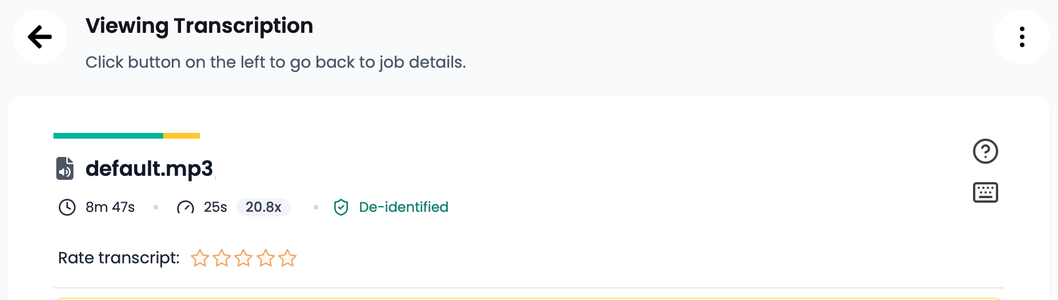 Viewing Transcription
Click button on the left to go back to job details.
default.mp3
8m 47s • 25s 20.8x • De-identified
Rate transcript: